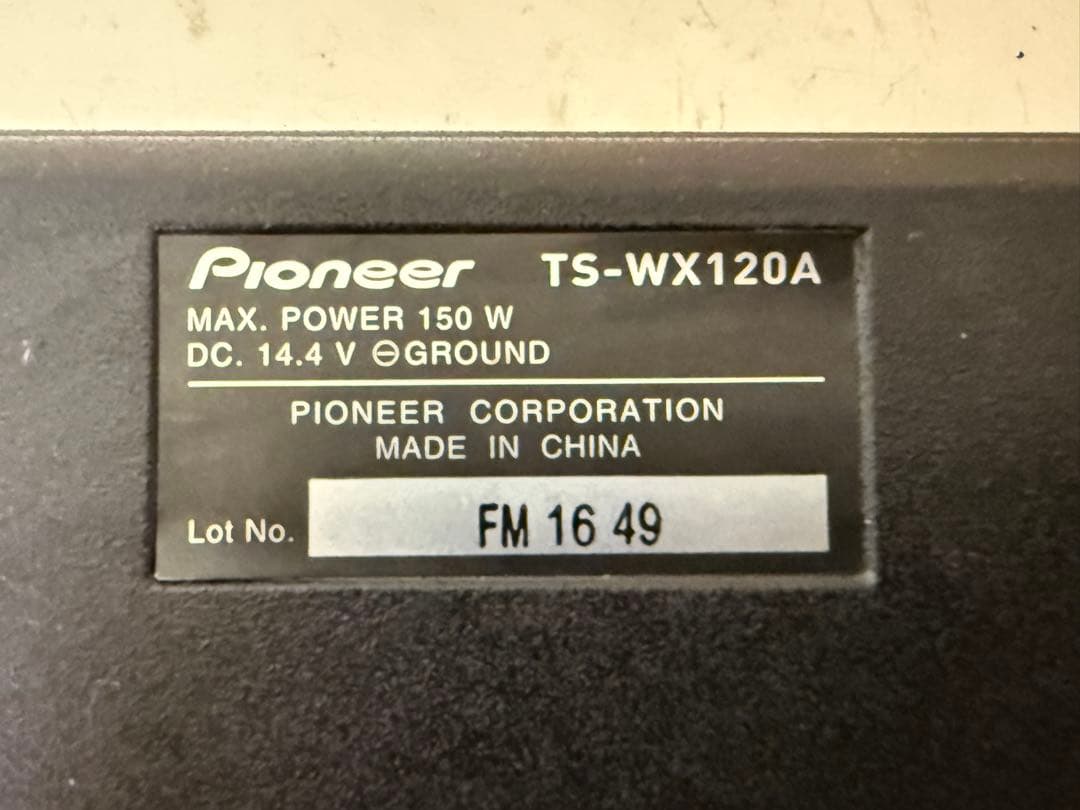 Pioneer TS-WX120A
MAX. POWER 150 W
DC. 14.4 V ⊖GROUND
PIONEER CORPORATION
MADE IN CHINA
Lot No. FM 16 49